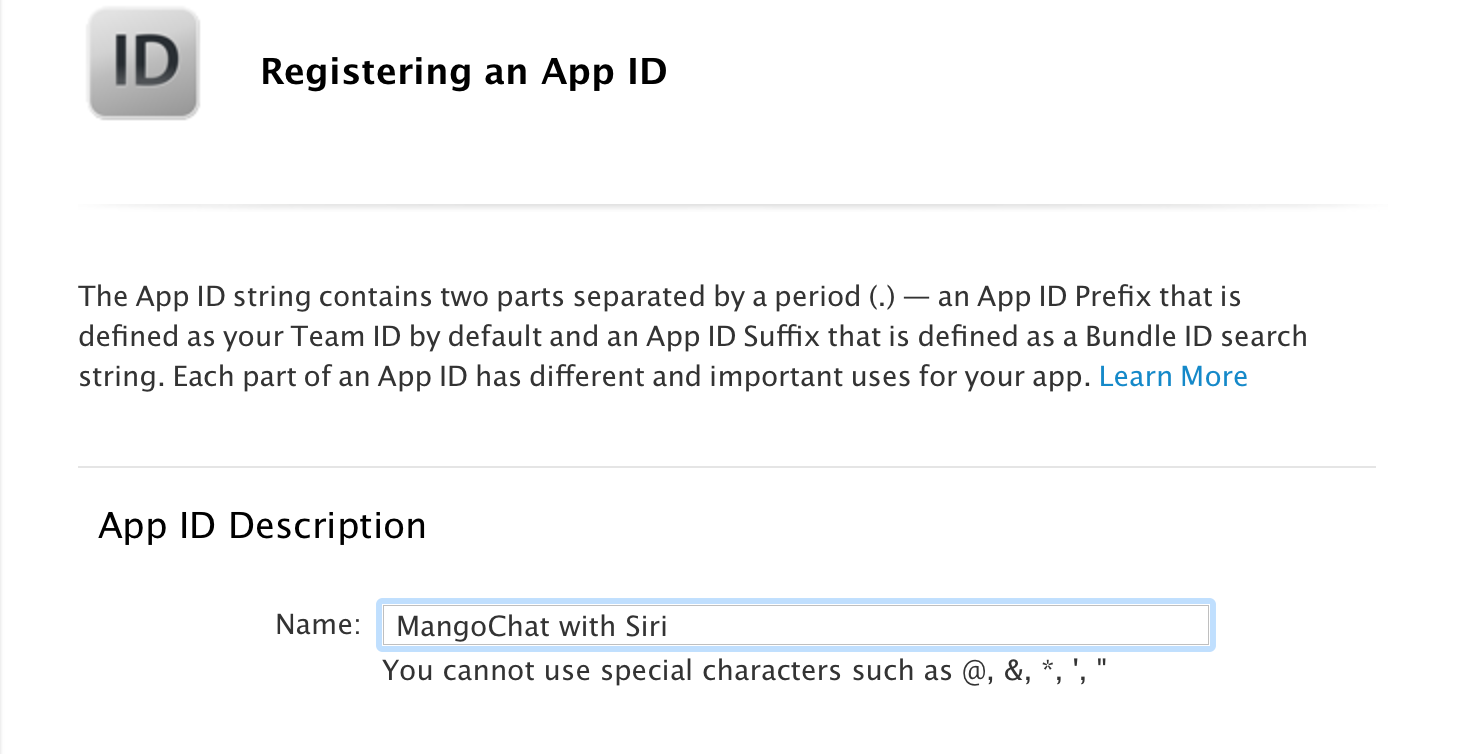 ID
Registering an App ID
The App ID string contains two parts separated by a period (.) — an App ID Prefix that is
defined as your Team ID by default and an App ID Suffix that is defined as a Bundle ID search
string. Each part of an App ID has different and important uses for your app. Learn More
App ID Description
Name: MangoChat with Siri
You cannot use special characters such as @, &, *, ', "